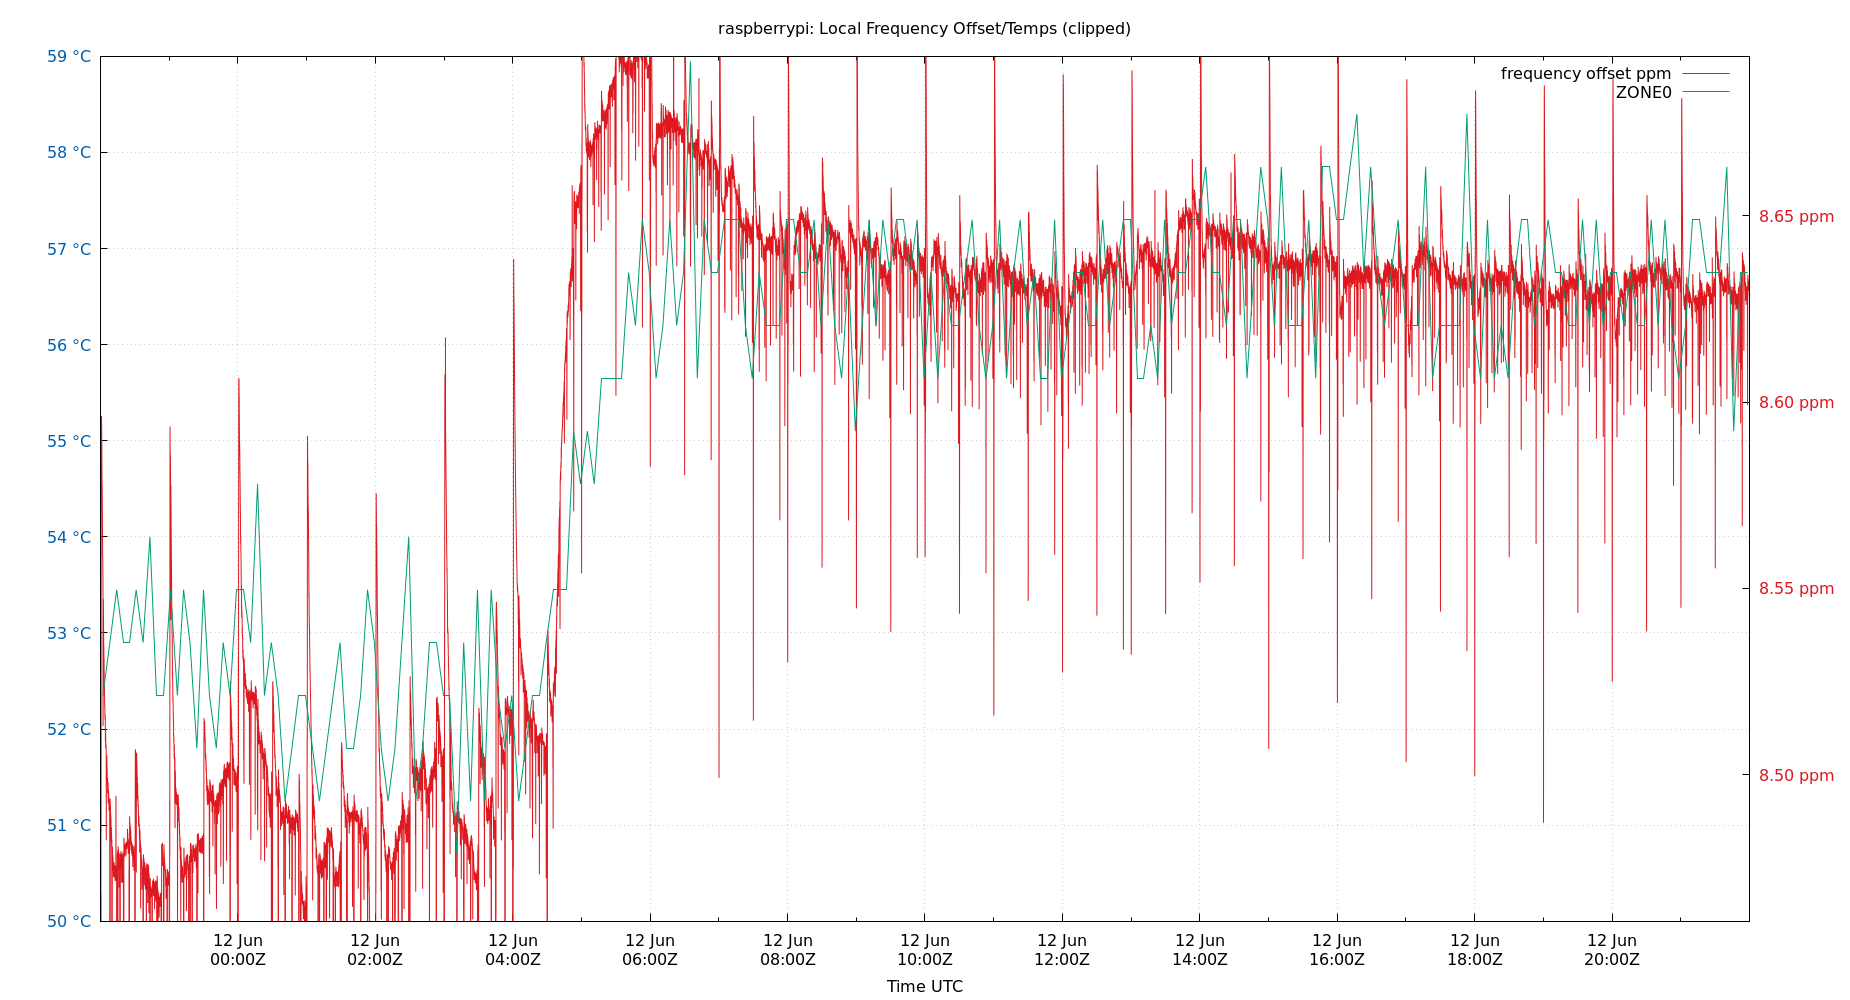 raspberrypi: Local Frequency Offset/Temps (clipped)
59 °C
58 °C
57 °C
56 °C
55 °C
54 °C
53 °C
52 °C
51 °C
50 °C
frequency offset ppm
ZONE0
8.65 ppm
8.60 ppm
8.55 ppm
8.50 ppm
12 Jun 12 Jun 12 Jun 12 Jun 12 Jun 12 Jun 12 Jun 12 Jun 12 Jun 12 Jun 12 Jun
00:00Z 02:00Z 04:00Z 06:00Z 08:00Z 10:00Z 12:00Z 14:00Z 16:00Z 18:00Z 20:00Z
Time UTC